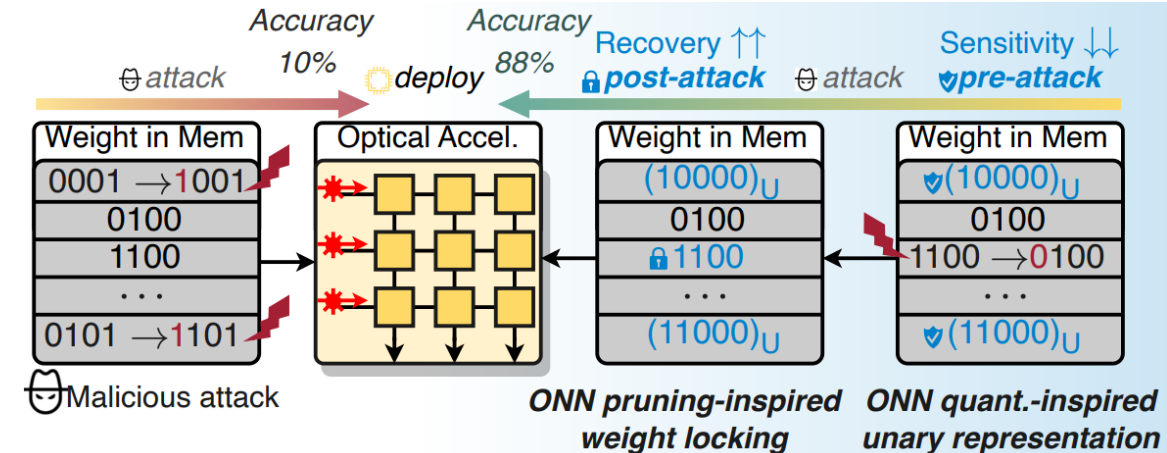 Accuracy
10%
Accuracy
88%
attack
deploy
Recovery ↑↑
post-attack
attack
Sensitivity ↓↓
pre-attack
Weight in Mem
0001 →1001
0100
1100
...
0101 →1101
Malicious attack
Optical Accel.
Weight in Mem
(10000)U
0100
1100
...
(11000)U
ONN pruning-inspired
weight locking
Weight in Mem
(10000)U
0100
1100 →0100
...
(11000)U
ONN quant.-inspired
unary representation